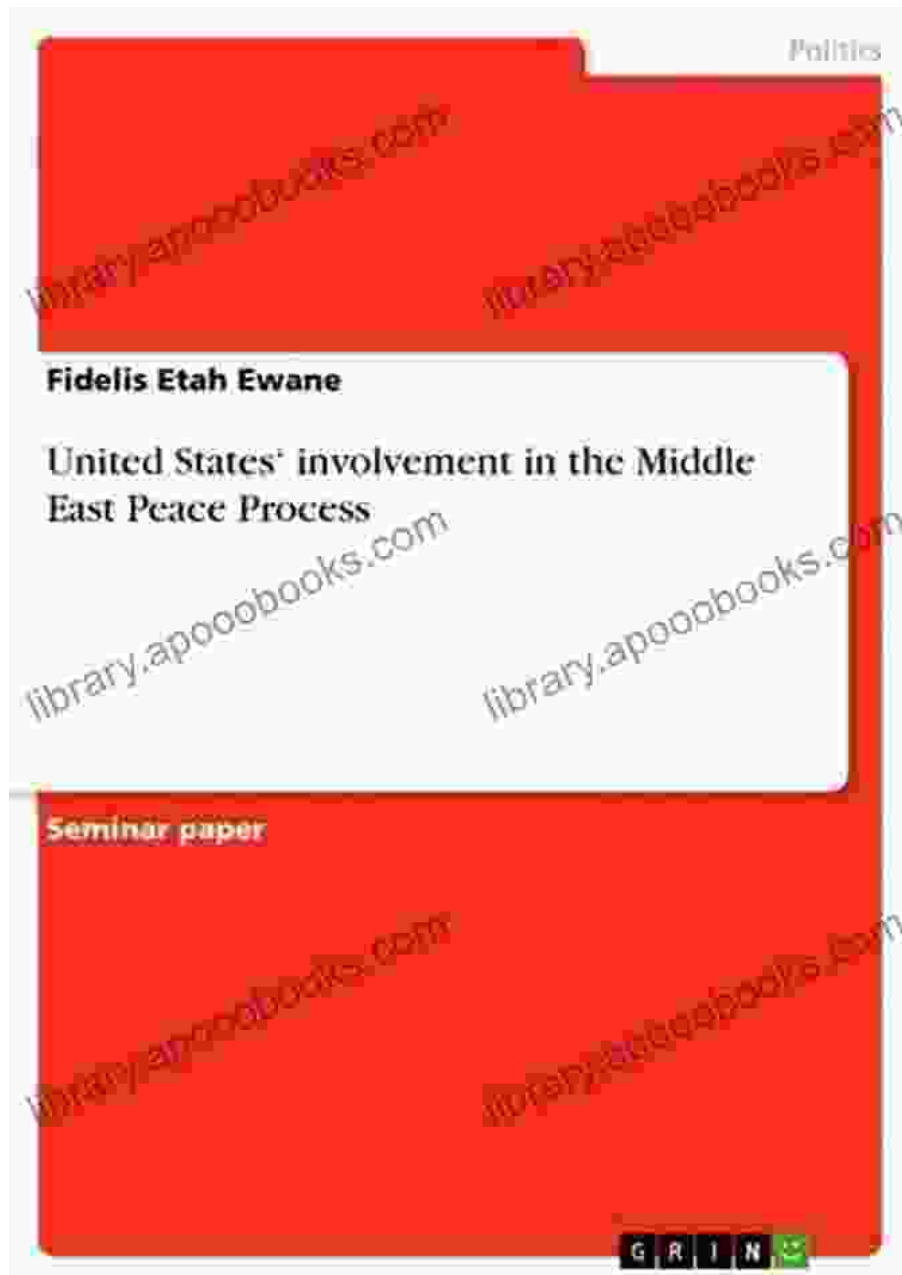 Politics
library.apooobooks.com
library.apooobooks.com
Fidelis Etah Ewane
United States‘ involvement in the Middle
East Peace Process
library.apooobooks.com
library.apooobooks.com
Seminar paper
library.apooobooks.com
library.apooobooks.com
GRIN